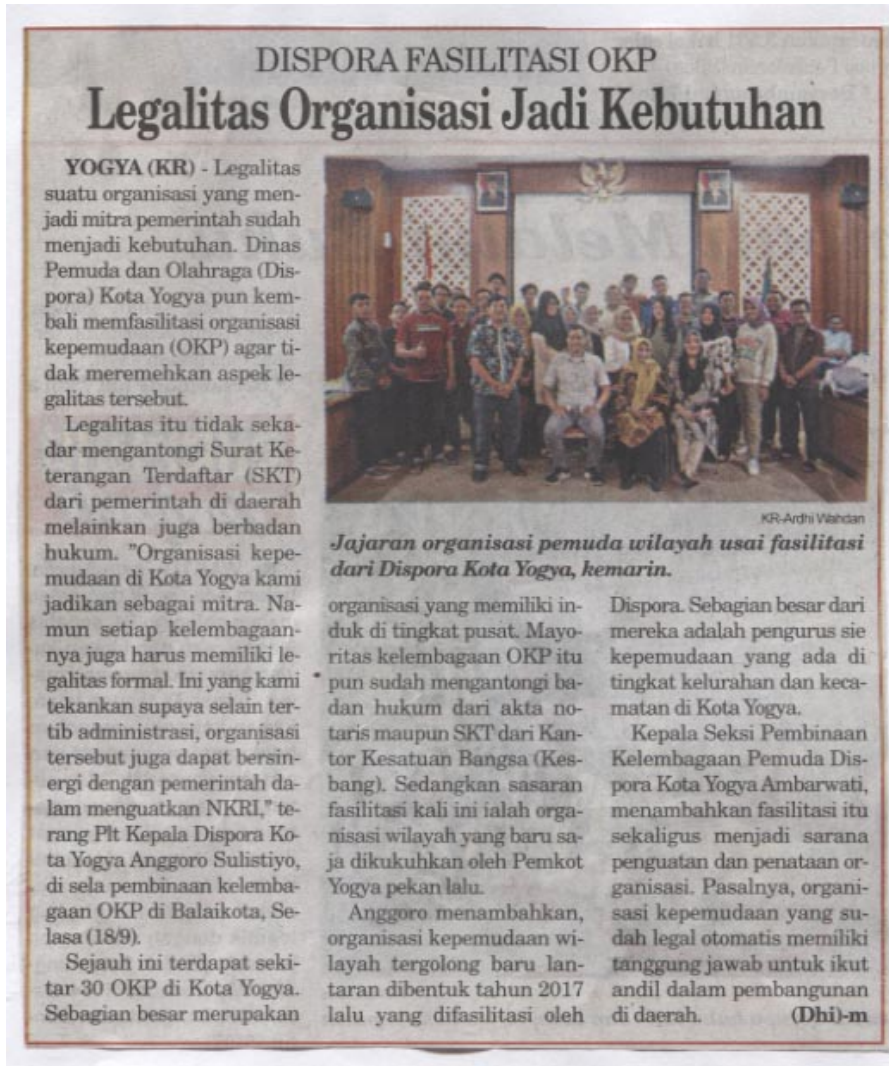 DISPORA FASILITASI OKP
Legalitas Organisasi Jadi Kebutuhan
YOGYA (KR) - Legalitas
suatu organisasi yang men-
jadi mitra pemerintah sudah
menjadi kebutuhan. Dinas
Pemuda dan Olahraga (Dis-
pora) Kota Yogya pun kem-
bali memfasilitasi organisasi
kepemudaan (OKP) agar ti-
dak meremehkan aspek le-
galitas tersebut.
Legalitas itu tidak seka-
dar mengantongi Surat Ke-
terangan Terdaftar (SKT)
dari pemerintah di daerah
melainkan juga berbadan
hukum. "Organisasi kepe-
mudaan di Kota Yogya kami
jadikan sebagai mitra. Na-
mun setiap kelembagaan-
nya juga harus memiliki le-
galitas formal. Ini yang kami
tekankan supaya selain ter-
tib administrasi, organisasi
tersebut juga dapat bersin-
ergi dengan pemerintah da-
lam menguatkan NKRI," te-
rang Plt Kepala Dispora Ko-
ta Yogya Anggoro Sulistiyo,
di sela pembinaan kelemba-
gaan OKP di Balaikota, Se-
lasa (18/9).
Sejauh ini terdapat seki-
tar 30 OKP di Kota Yogya.
Sebagian besar merupakan
KR-Ardhi Wahdan
Jajaran organisasi pemuda wilayah usai fasilitasi
dari Dispora Kota Yogya, kemarin.
organisasi yang memiliki in-
duk di tingkat pusat. Mayo-
ritas kelembagaan OKP itu
pun sudah mengantongi ba-
dan hukum dari akta no-
taris maupun SKT dari Kan-
tor Kesatuan Bangsa (Kes-
bang). Sedangkan sasaran
fasilitasi kali ini ialah orga-
nisasi wilayah yang baru sa-
ja dikukuhkan oleh Pemkot
Yogya pekan lalu.
Anggoro menambahkan,
organisasi kepemudaan wi-
layah tergolong baru lan-
taran dibentuk tahun 2017
lalu yang difasilitasi oleh
Dispora. Sebagian besar dari
mereka adalah pengurus sie
kepemudaan yang ada di
tingkat kelurahan dan keca-
matan di Kota Yogya.
Kepala Seksi Pembinaan
Kelembagaan Pemuda Dis-
pora Kota Yogya Ambarwati,
menambahkan fasilitasi itu
sekaligus menjadi sarana
penguatan dan penataan or-
ganisasi. Pasalnya, organi-
sasi kepemudaan yang su-
dah legal otomatis memiliki
tanggung jawab untuk ikut
andil dalam pembangunan
di daerah. (Dhi)-m